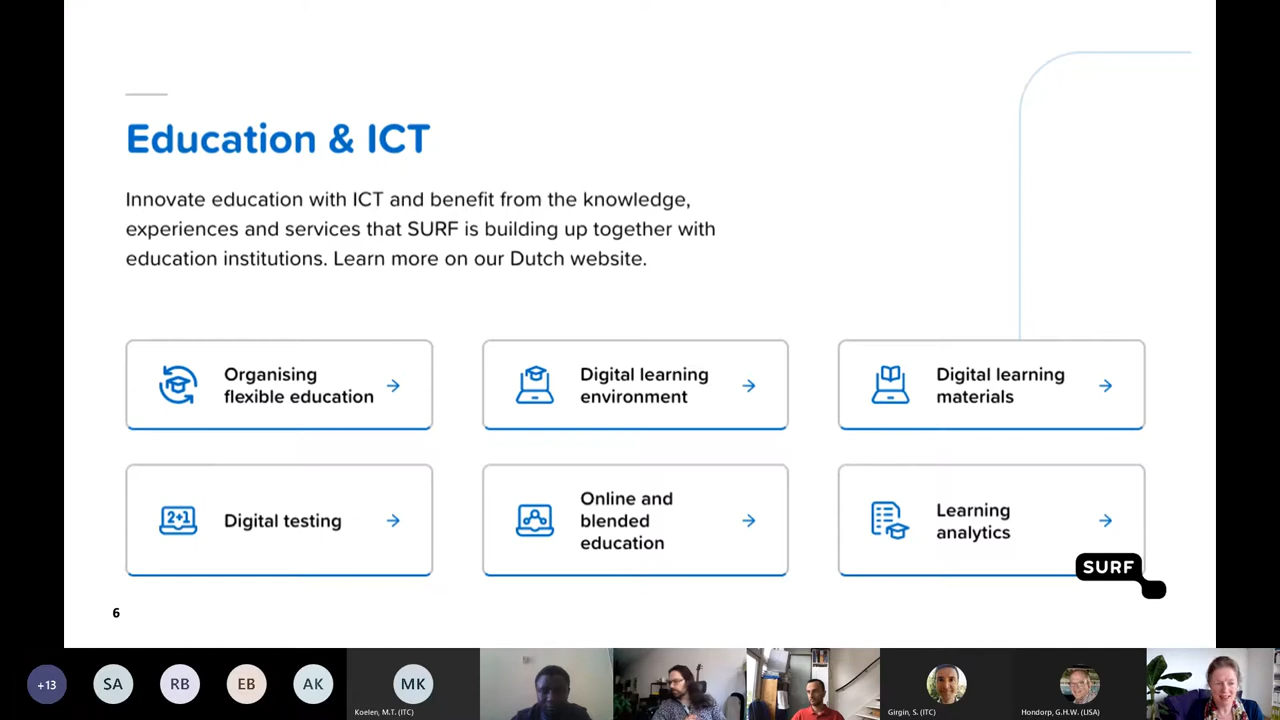 Education & ICT
Innovate education with ICT and benefit from the knowledge,
experiences and services that SURF is building up together with
education institutions. Learn more on our Dutch website.
Organising
flexible education
Digital learning
environment
Digital learning
materials
2+1
Digital testing
Online and
blended
education
Learning
analytics
SURF
6
+13
SA
RB
EB
AK
MK
Koelen, M.T. (ITC)
Girgin, S. (ITC)
Hondorp, G.H.W. (LISA)